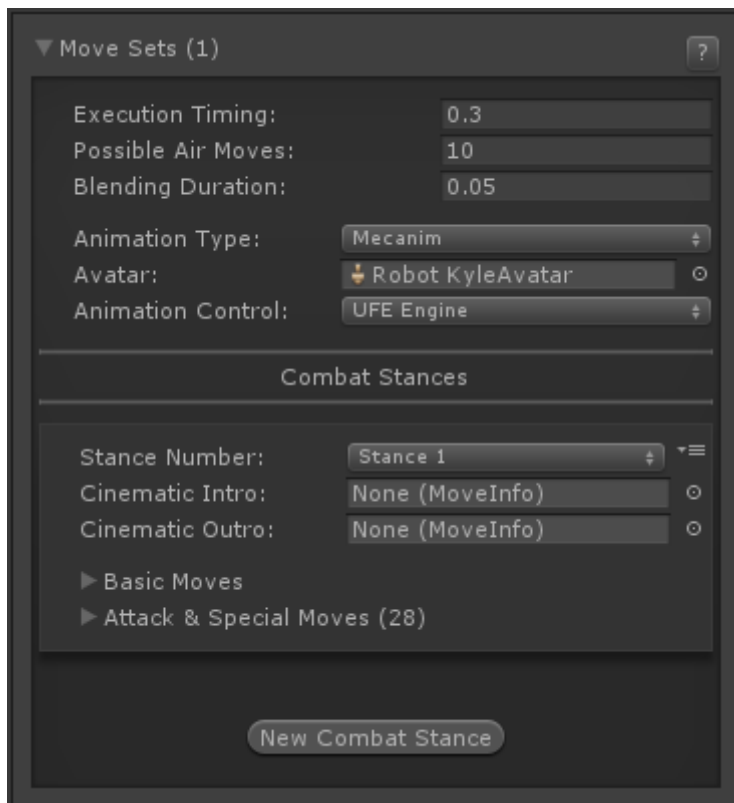 Move Sets (1)
?
Execution Timing: 0.3
Possible Air Moves: 10
Blending Duration: 0.05
Animation Type: Mecanim
Avatar: Robot KyleAvatar
Animation Control: UFE Engine
Combat Stances
Stance Number: Stance 1
Cinematic Intro: None (MoveInfo)
Cinematic Outro: None (MoveInfo)
Basic Moves
Attack & Special Moves (28)
New Combat Stance